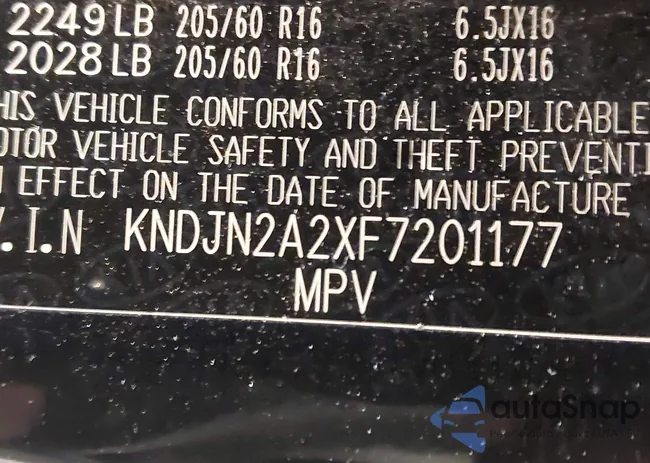 2249 LB 205/60 R16 6.5JX16
2028 LB 205/60 R16 6.5JX16
HIS VEHICLE CONFORMS TO ALL APPLICABLE
OTOR VEHICLE SAFETY AND THEFT PREVENTI
EFFECT ON THE DATE OF MANUFACTURE
V.I.N KNDJN2A2XF7201177
MPV
autoSnap